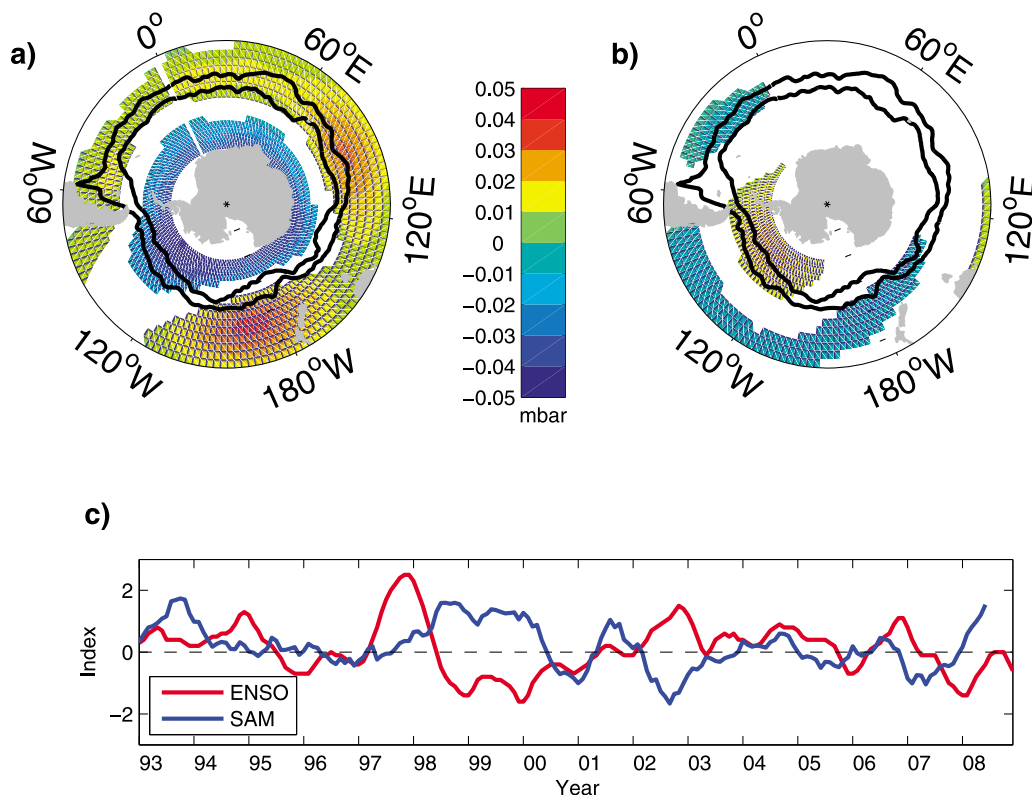 a)
0°
60°E
120°E
180°W
120°W
60°W
0.05
0.04
0.03
0.02
0.01
0
−0.01
−0.02
−0.03
−0.04
−0.05
mbar
b)
0°
60°E
120°E
180°W
120°W
60°W
c)
Index
2
0
−2
ENSO
SAM
93 94 95 96 97 98 99 00 01 02 03 04 05 06 07 08
Year